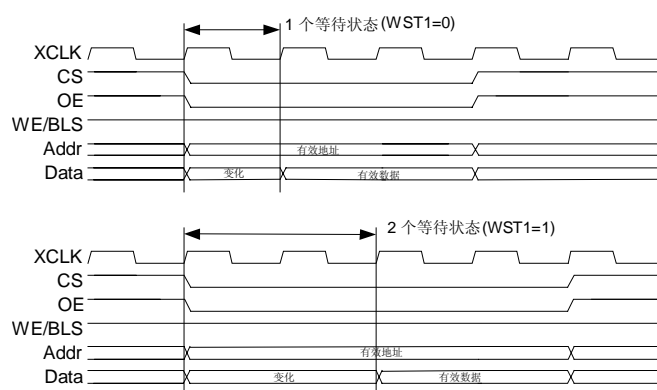 1 个等待状态(WST1=0)
XCLK
CS
OE
WE/BLS
Addr 有效地址
Data 变化 有效数据
2 个等待状态(WST1=1)
XCLK
CS
OE
WE/BLS
Addr 有效地址
Data 变化 有效数据